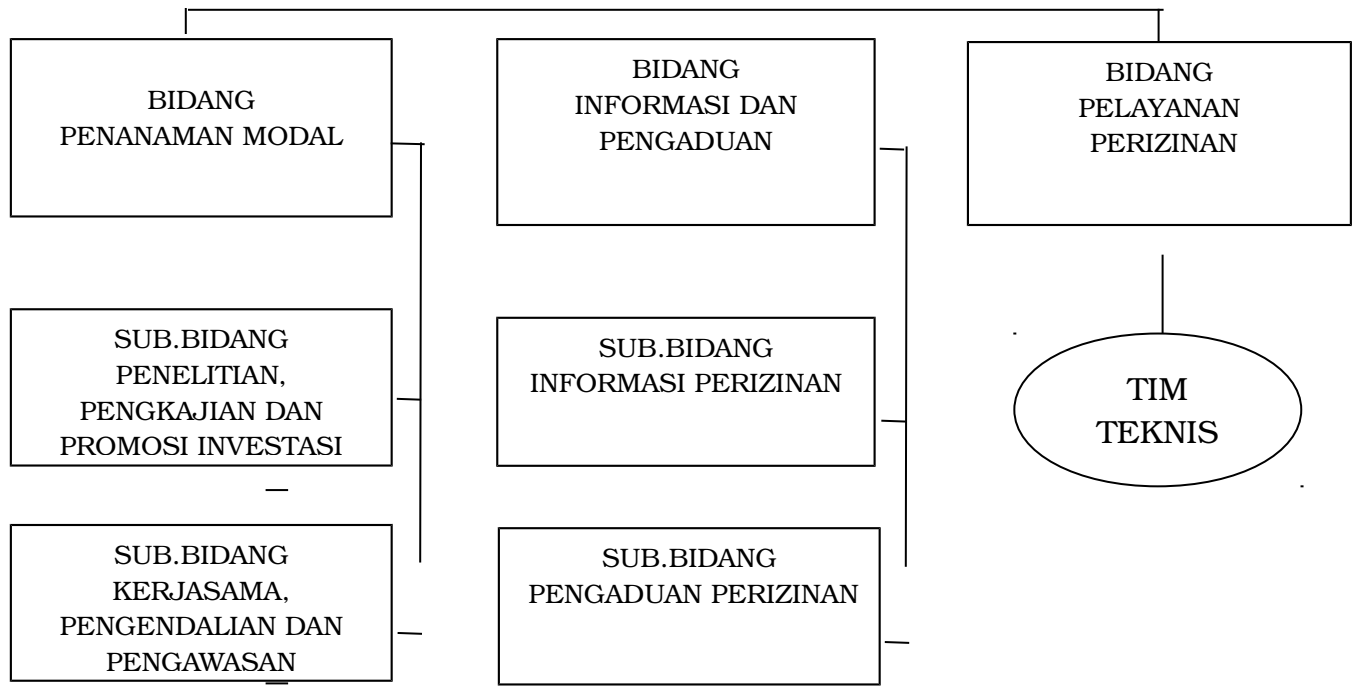 BIDANG
PENANAMAN MODAL
BIDANG
INFORMASI DAN
PENGADUAN
BIDANG
PELAYANAN
PERIZINAN
SUB.BIDANG
PENELITIAN,
PENGKAJIAN DAN
PROMOSI INVESTASI
SUB.BIDANG
INFORMASI PERIZINAN
TIM
TEKNIS
SUB.BIDANG
KERJASAMA,
PENGENDALIAN DAN
PENGAWASAN
SUB.BIDANG
PENGADUAN PERIZINAN